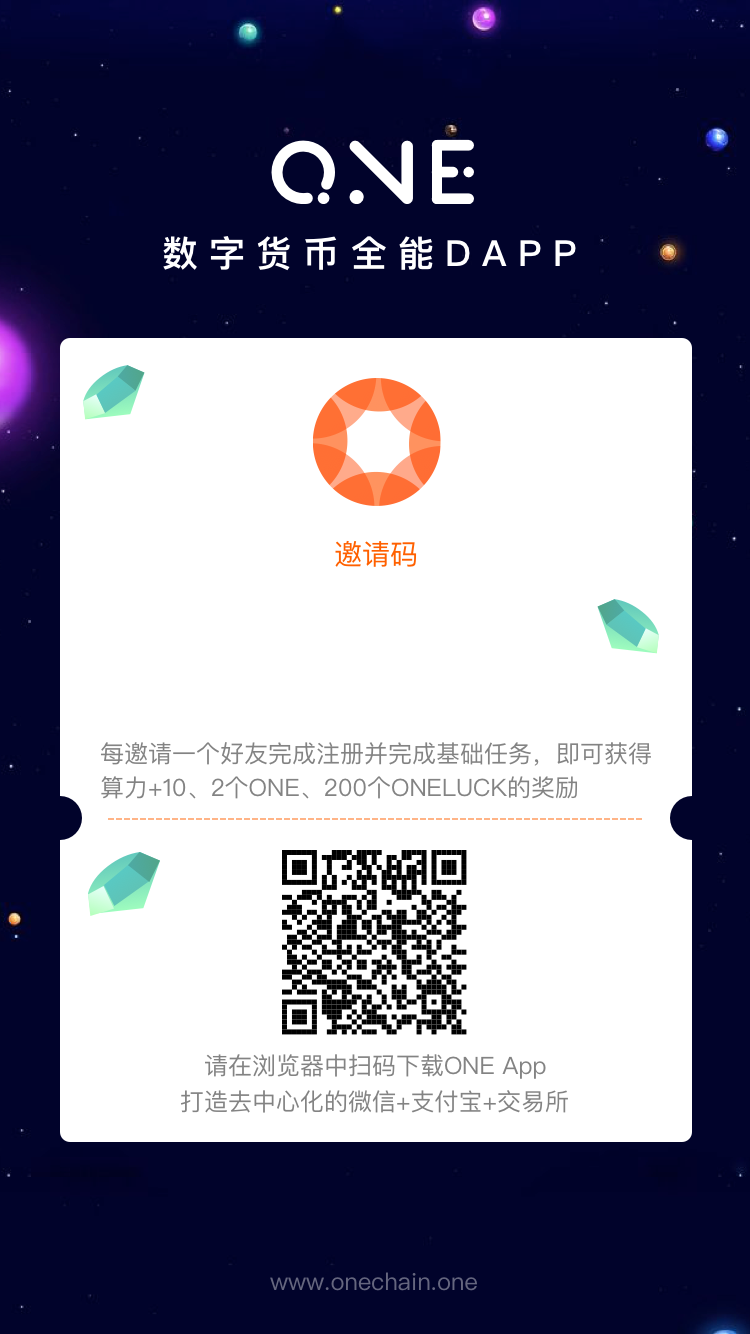 ONE
数字货币全能DAPP
邀请码
每邀请一个好友完成注册并完成基础任务，即可获得
算力+10、2个ONE、200个ONELUCK的奖励
请在浏览器中扫码下载ONE App
打造去中心化的微信+支付宝+交易所
www.onechain.one